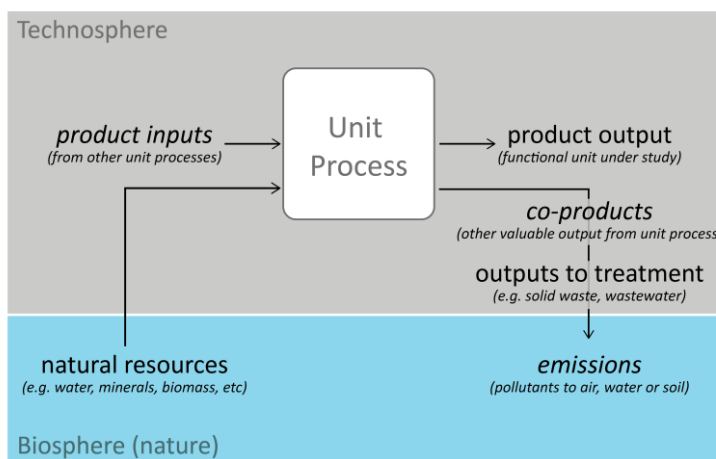 Technosphere
product inputs
(from other unit processes)
Unit
Process
product output
(functional unit under study)
co-products
(other valuable output from unit process
outputs to treatment
(e.g. solid waste, wastewater)
natural resources
(e.g. water, minerals, biomass, etc)
emissions
(pollutants to air, water or soil)
Biosphere (nature)